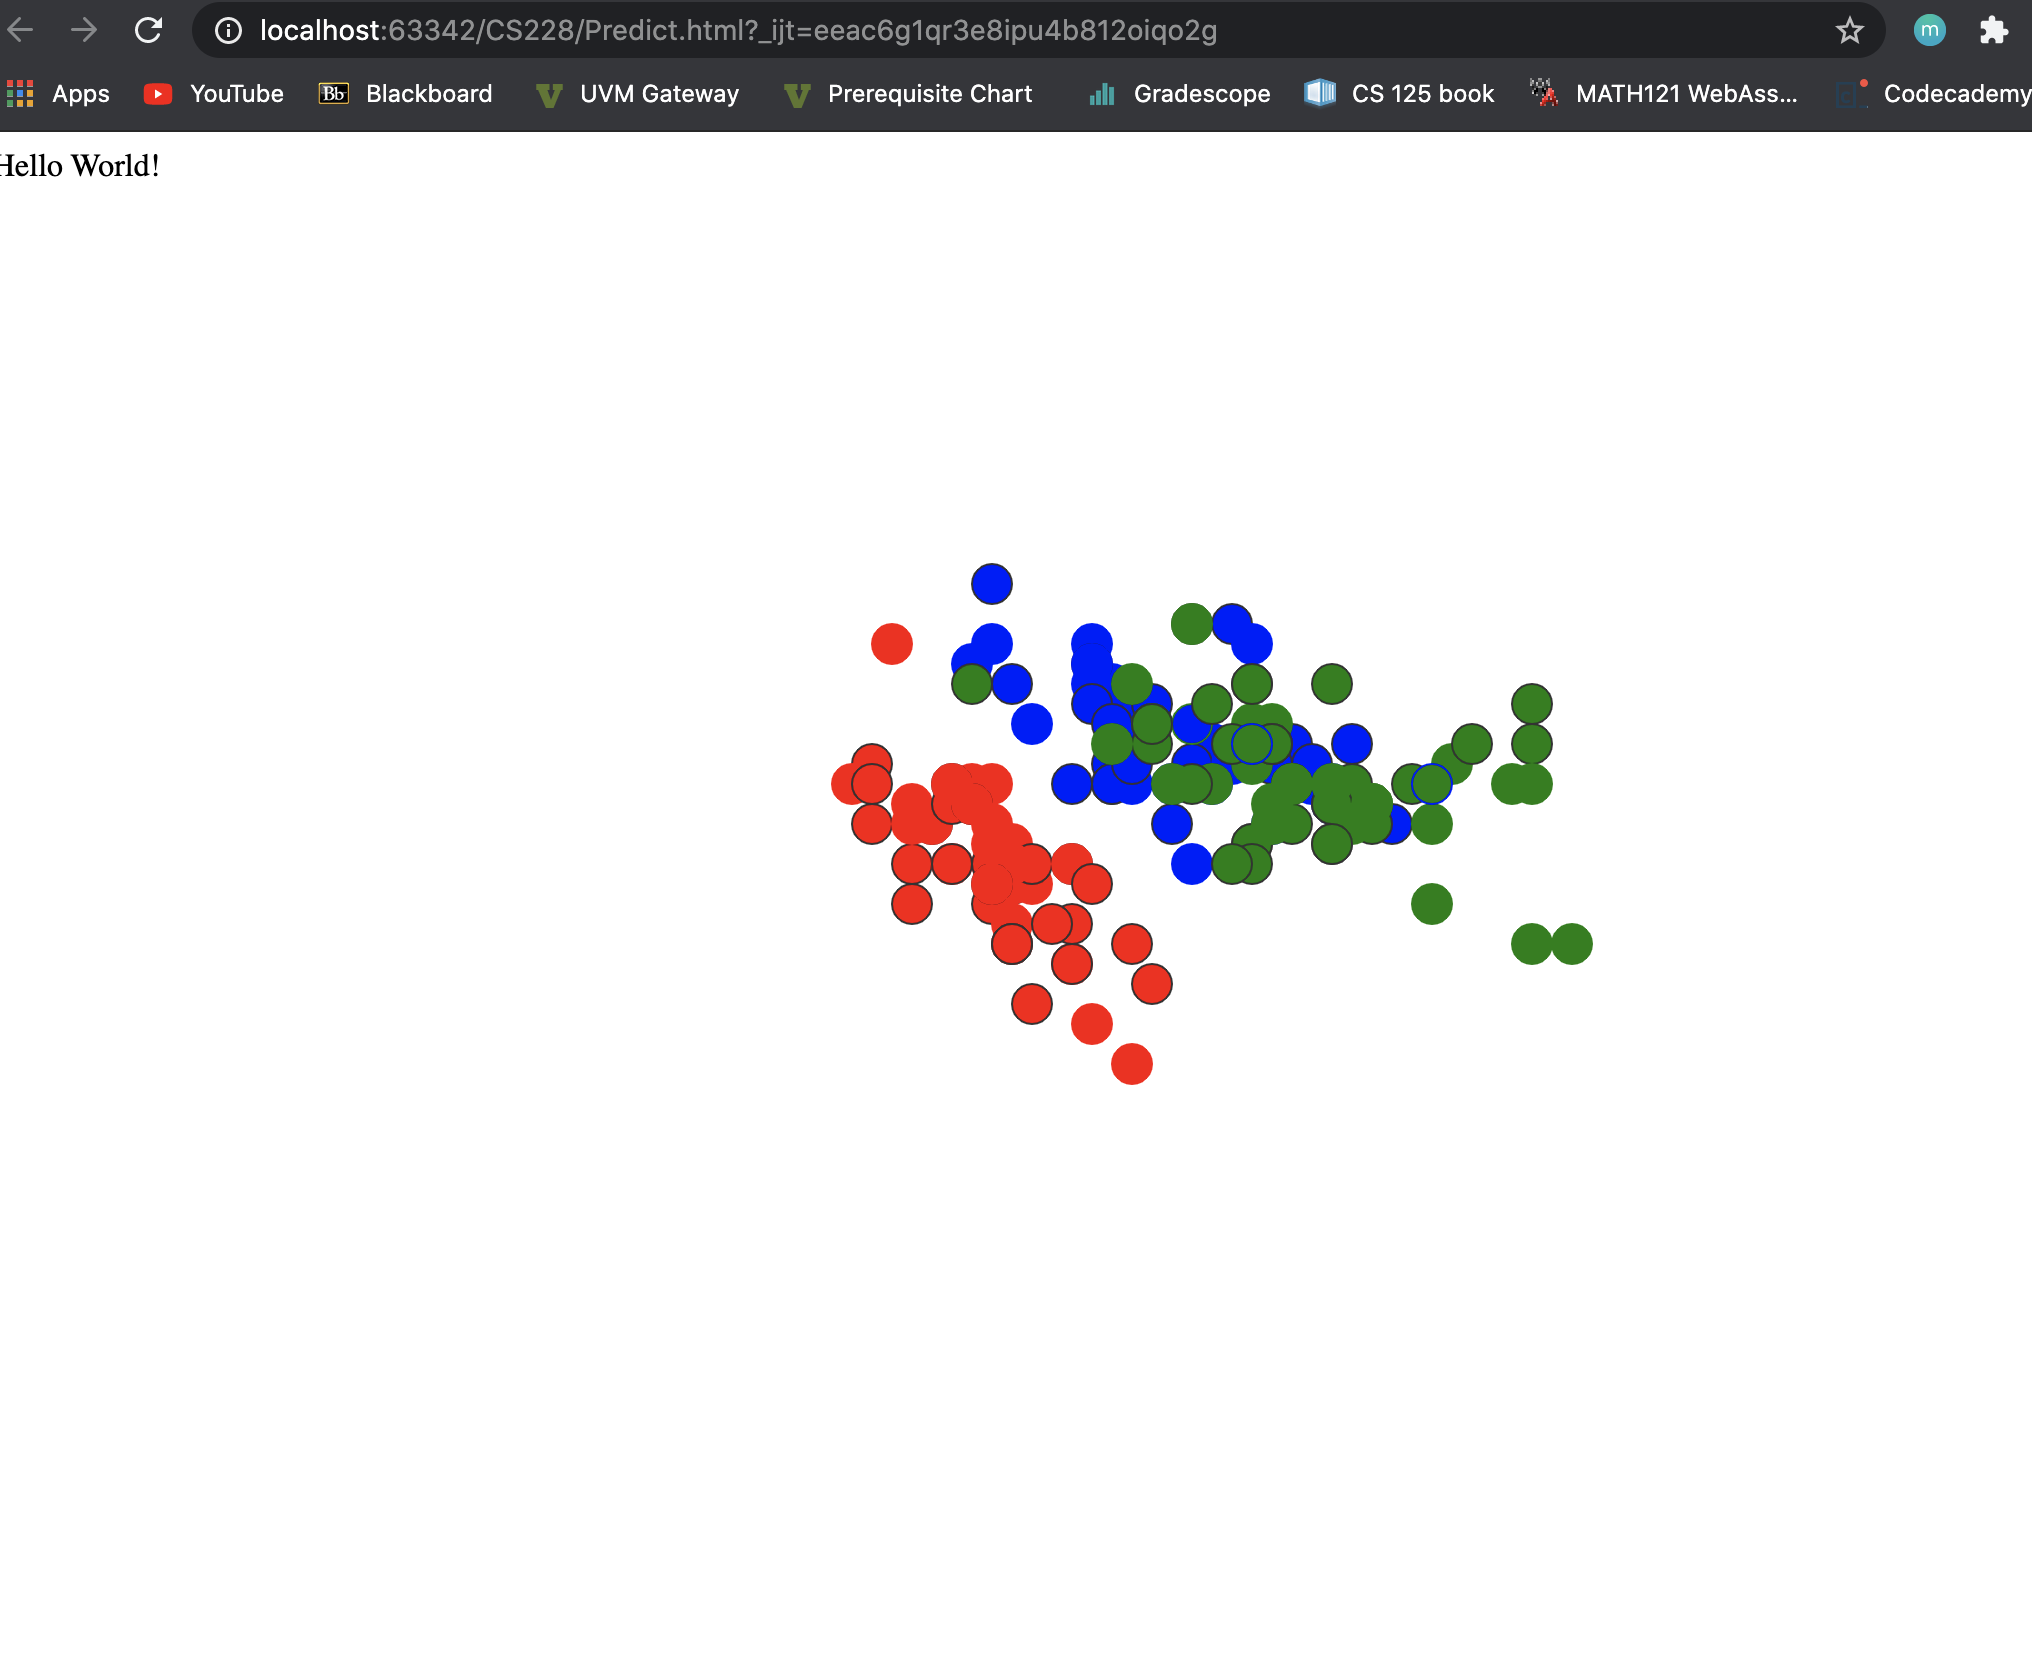 localhost:63342/CS228/Predict.html?_ijt=eeac6g1qr3e8ipu4b812oiqo2g
m
Apps YouTube Bb Blackboard UVM Gateway Prerequisite Chart Gradescope CS 125 book MATH121 WebAss... Codecademy
Hello World!